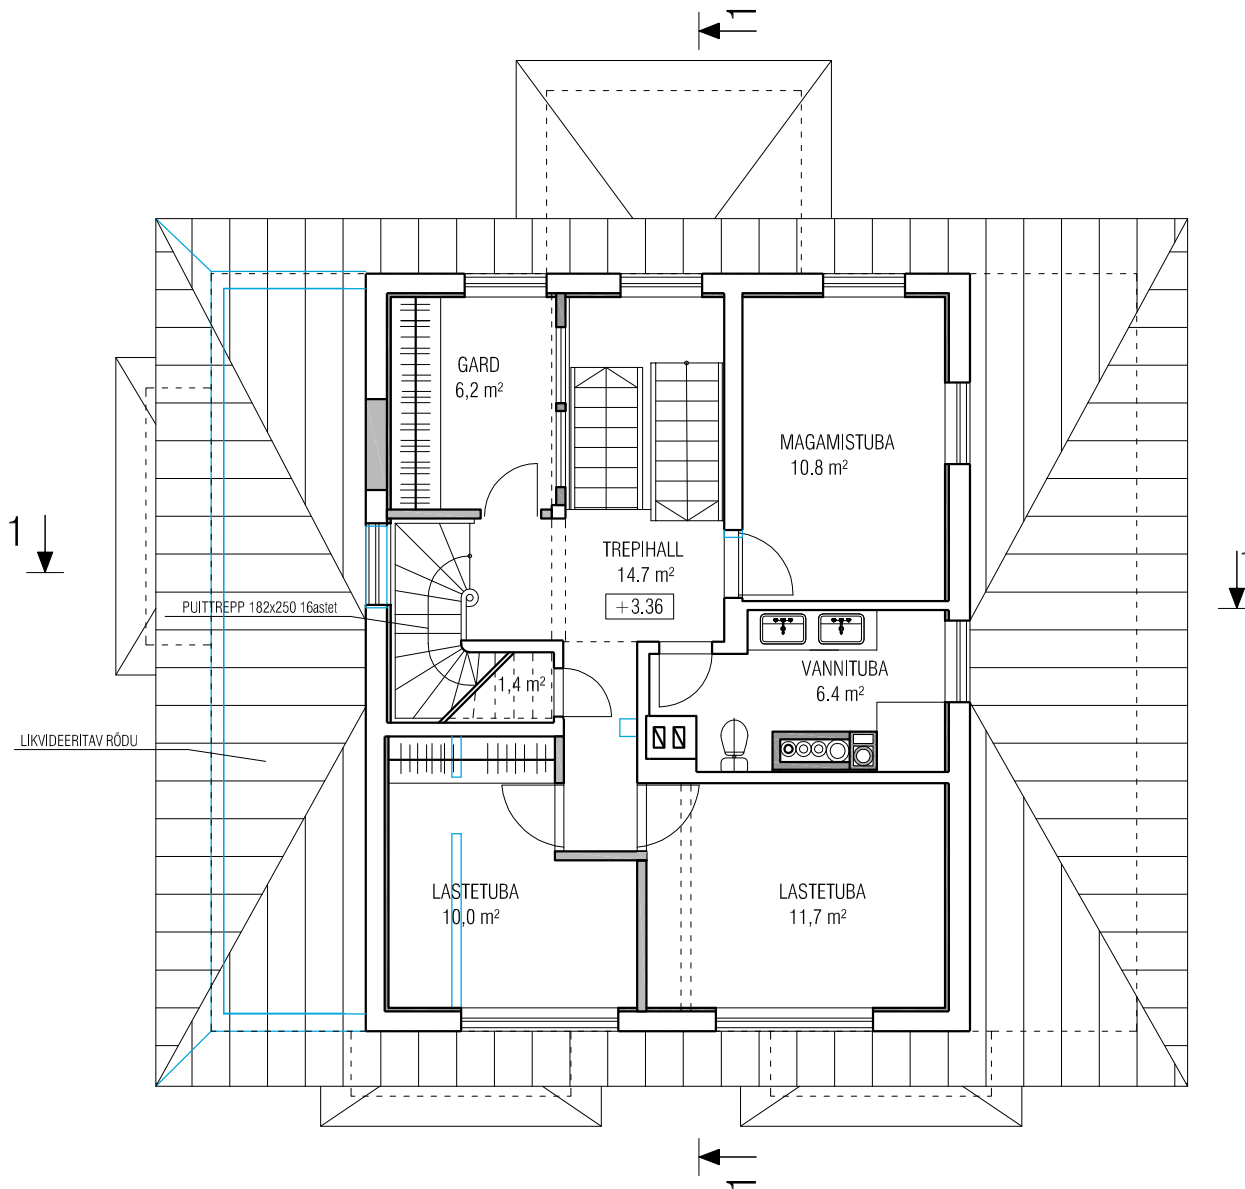 1
GARD
6,2 m²
MAGAMISTUBA
10.8 m²
1
TREPIHALL
14.7 m²
+3.36
1
PUITTREPP 182x250 16astet
VANNITUBA
6.4 m²
1,4 m²
LIKVIDEERITAV RÕDU
LASTETUBA
10,0 m²
LASTETUBA
11,7 m²
1